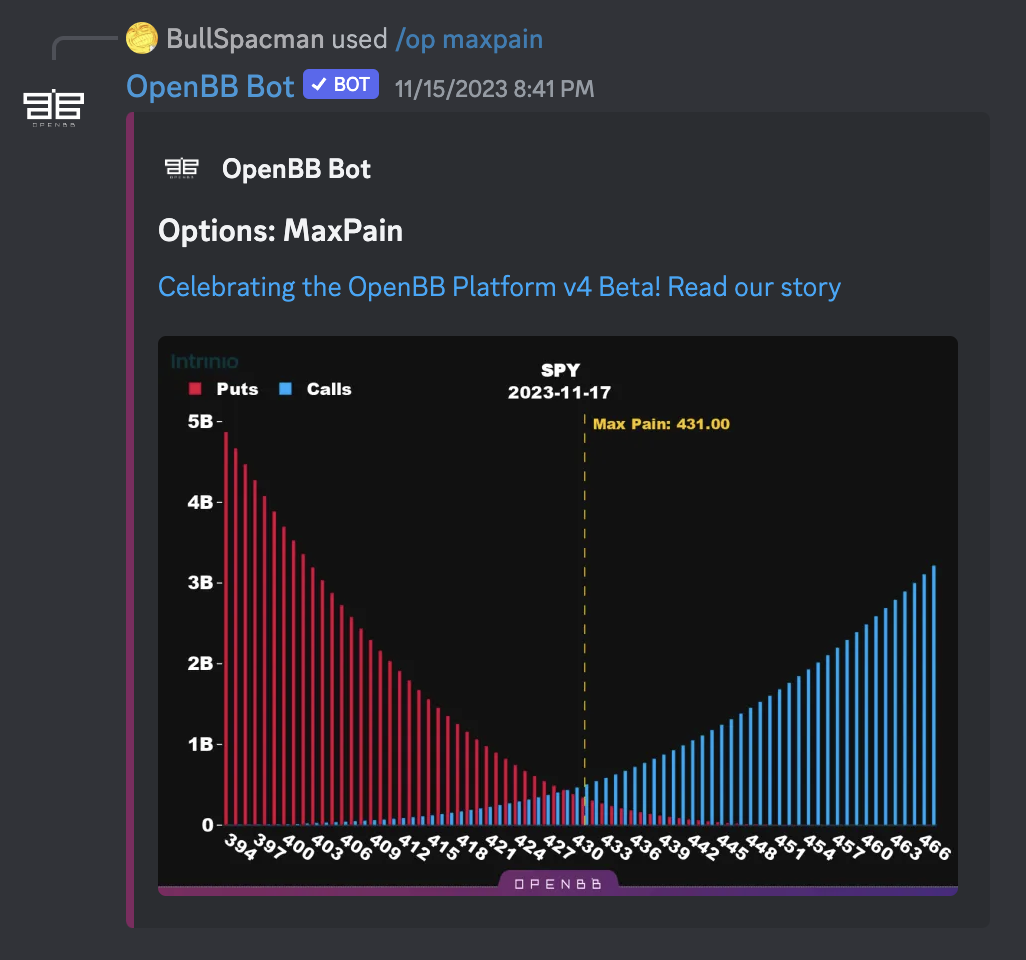 BullSpacman used /op maxpain
OpenBB Bot ✓ BOT 11/15/2023 8:41 PM
OPENBB
OpenBB Bot
Options: MaxPain
Celebrating the OpenBB Platform v4 Beta! Read our story
Intrinio
SPY
2023-11-17
Puts Calls
Max Pain: 431.00
5B
4B
3B
2B
1B
0
394 397 400 403 406 409 412 415 418 421 424 427 430 433 436 439 442 445 448 451 454 457 460 463 466
OPENBB